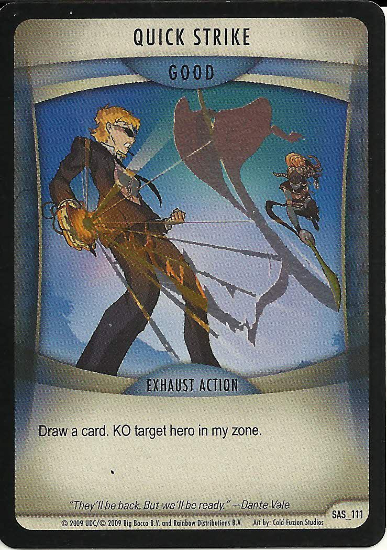 QUICK STRIKE
GOOD
EXHAUST ACTION
Draw a card. KO target hero in my zone.
"They'll be back. But we'll be ready." – Dante Vale
SAS_111
© 2009 UDC/© 2009 Big Bocca B.V. and Rainbow Distributions B.V. Art by: Cold Fusion Studios